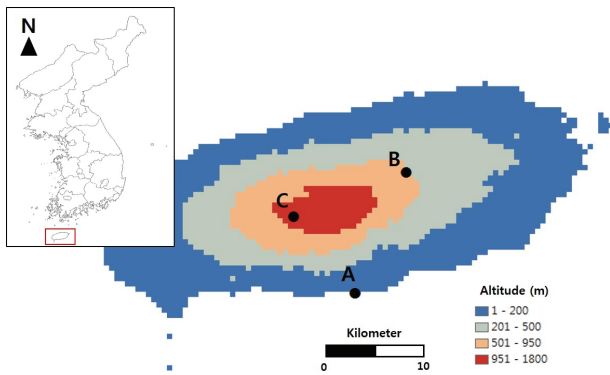 N
B
C
A
Altitude (m)
1 - 200
201 - 500
501 - 950
951 - 1800
Kilometer
0 10